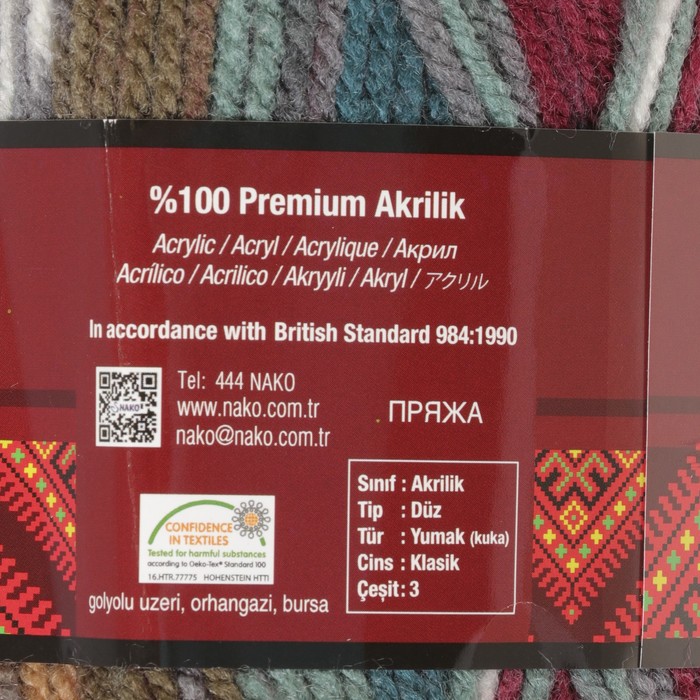 %100 Premium Akrilik
Acrylic / Acryl / Acrylique / Акрил
Acrílico / Acrilico / Akryyli / Akryl / アクリル
In accordance with British Standard 984:1990
NAKO
Tel: 444 NAKO
www.nako.com.tr
nako@nako.com.tr
ПРЯЖА
CONFIDENCE
IN TEXTILES
Tested for harmful substances
according to Oeko-Tex® Standard 100
16.HTR.77775 HOHENSTEIN HTTI
golyolu uzeri, orhangazi, bursa
Sınıf : Akrilik
Tip : Düz
Tür : Yumak (kuka)
Cins : Klasik
Çeşit: 3